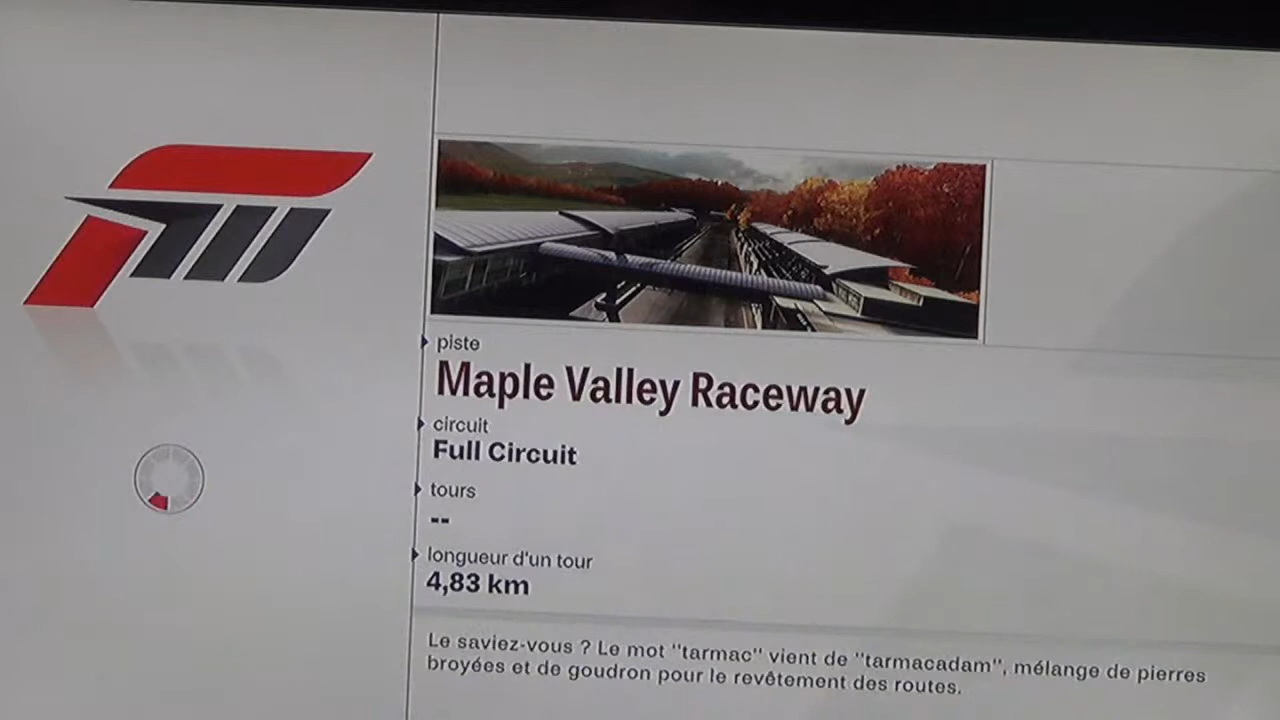 piste
Maple Valley Raceway
circuit
Full Circuit
tours
--
longueur d'un tour
4,83 km
Le saviez-vous ? Le mot "tarmac" vient de "tarmacadam", mélange de pierres
broyées et de goudron pour le revêtement des routes.